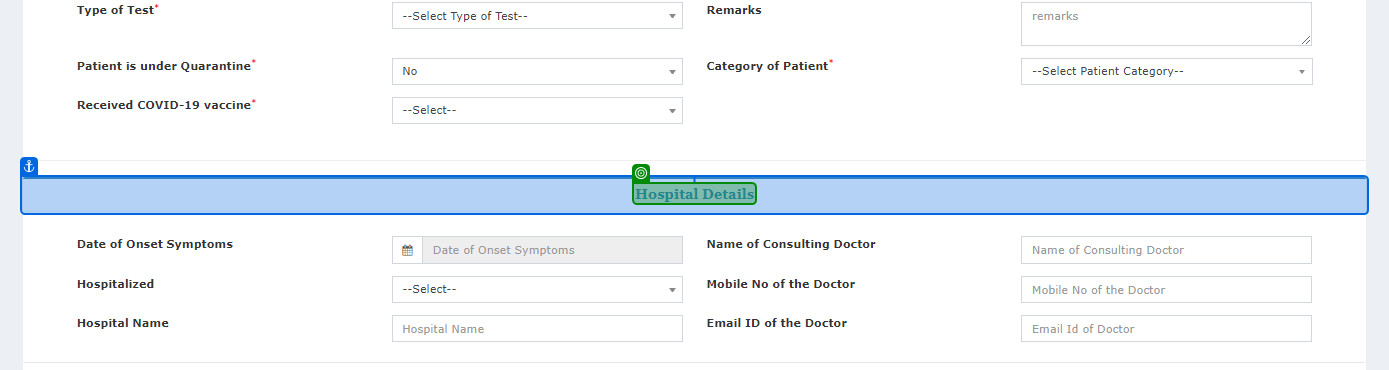 Type of Test* --Select Type of Test-- Remarks remarks
Patient is under Quarantine* No Category of Patient* --Select Patient Category--
Received COVID-19 vaccine* --Select--
Hospital Details
Date of Onset Symptoms Date of Onset Symptoms Name of Consulting Doctor Name of Consulting Doctor
Hospitalized --Select-- Mobile No of the Doctor Mobile No of the Doctor
Hospital Name Hospital Name Email ID of the Doctor Email Id of Doctor